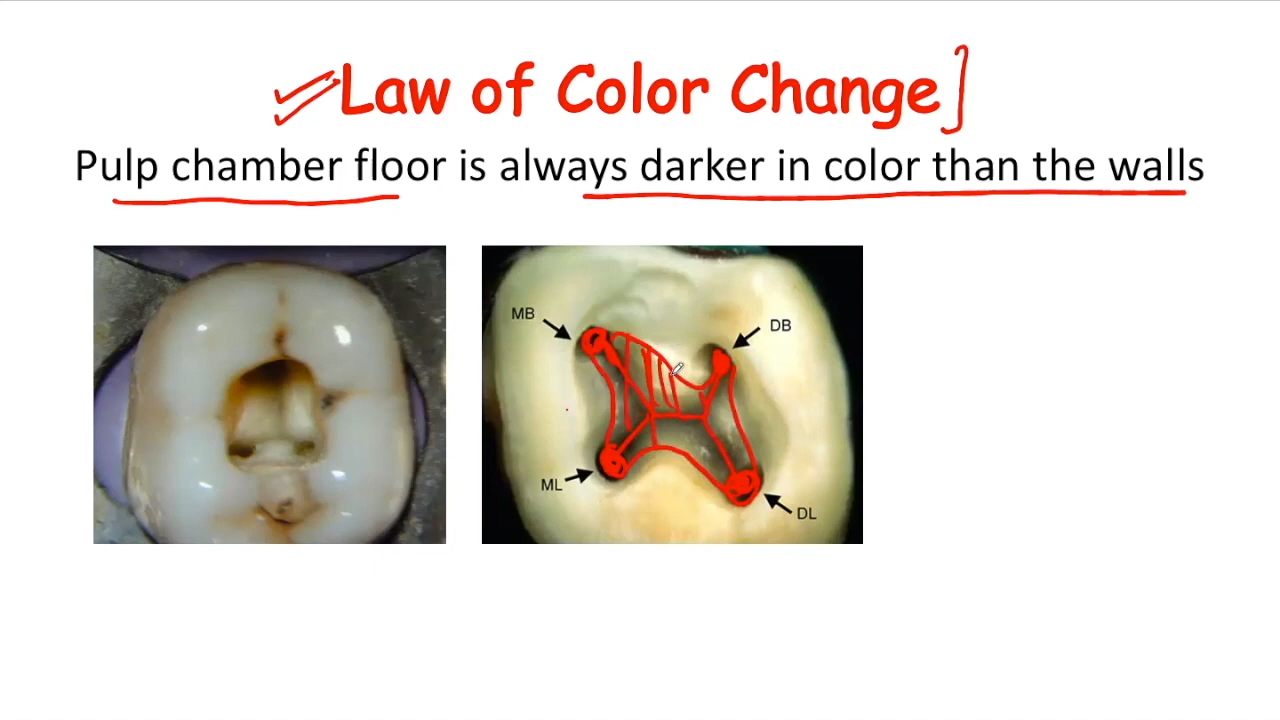 Law of Color Change
Pulp chamber floor is always darker in color than the walls
MB
DB
ML
DL